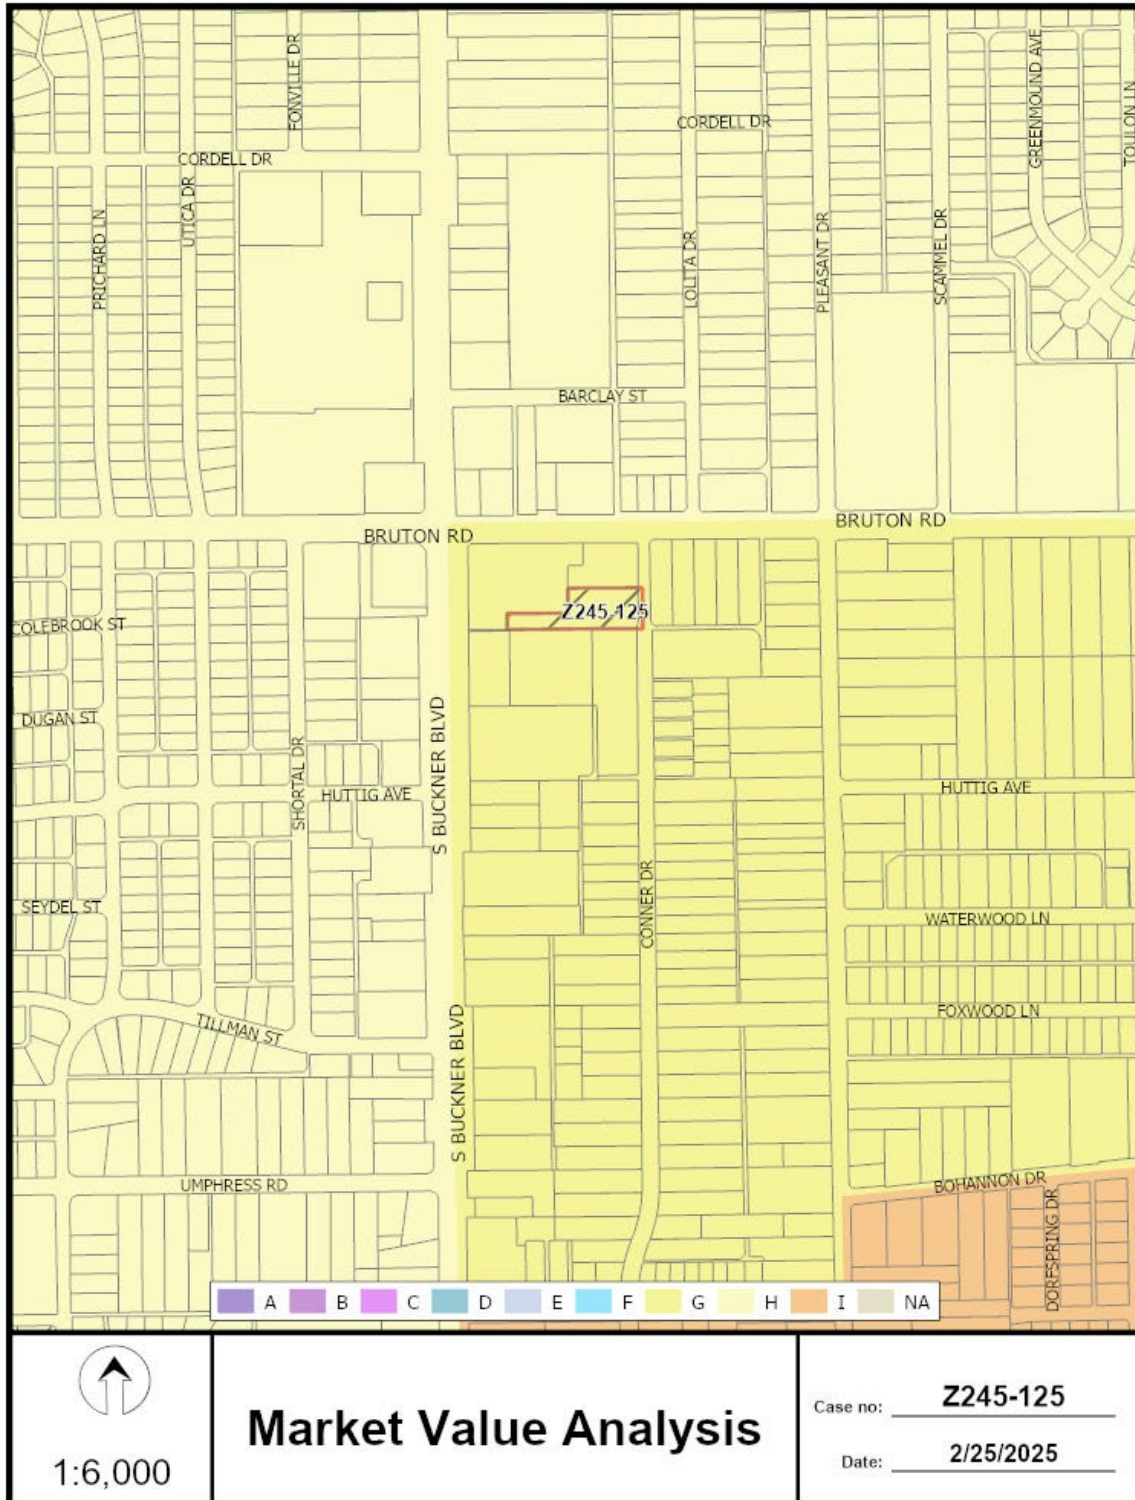 FONVILLE DR
GREENMOUND AVE
TOULON LN
CORDELL DR
CORDELL DR
PRICHARD LN
UTICA DR
LOLITA DR
PLEASANT DR
SCAMMEL DR
BARCLAY ST
BRUTON RD
BRUTON RD
Z245-125
COLEBROOK ST
DUGAN ST
SHORTAL DR
S BUCKNER BLVD
HUTTIG AVE
HUTTIG AVE
CONNER DR
SEYDEL ST
WATERWOOD LN
TILLMAN ST
S BUCKNER BLVD
FOXWOOD LN
UMPHRESS RD
BOHANNON DR
DORFSPRING DR
A B C D E F G H I NA
1:6,000
Market Value Analysis
Case no: Z245-125
Date: 2/25/2025